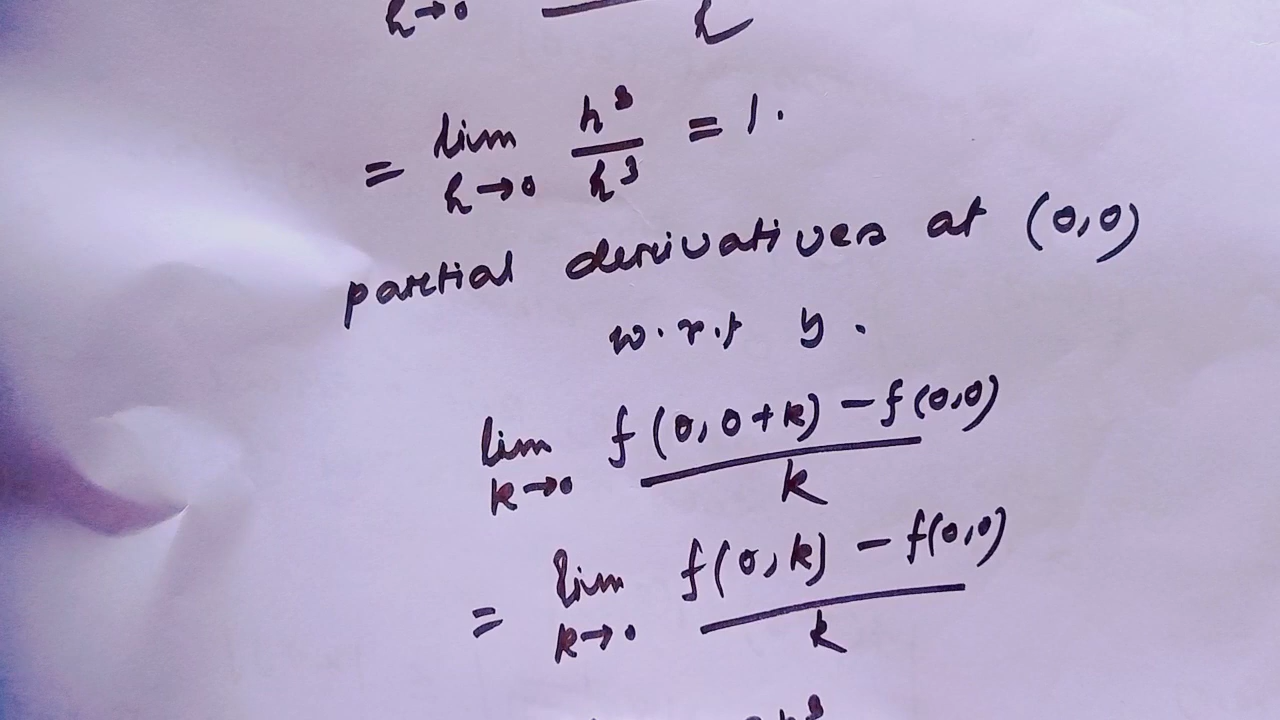 h→0 h
= lim h→0 h³/h³ = 1.
partial derivatives at (0,0)
w.r.t y.
lim k→0 f(0,0+k) - f(0,0) / k
= lim k→0 f(0,k) - f(0,0) / k